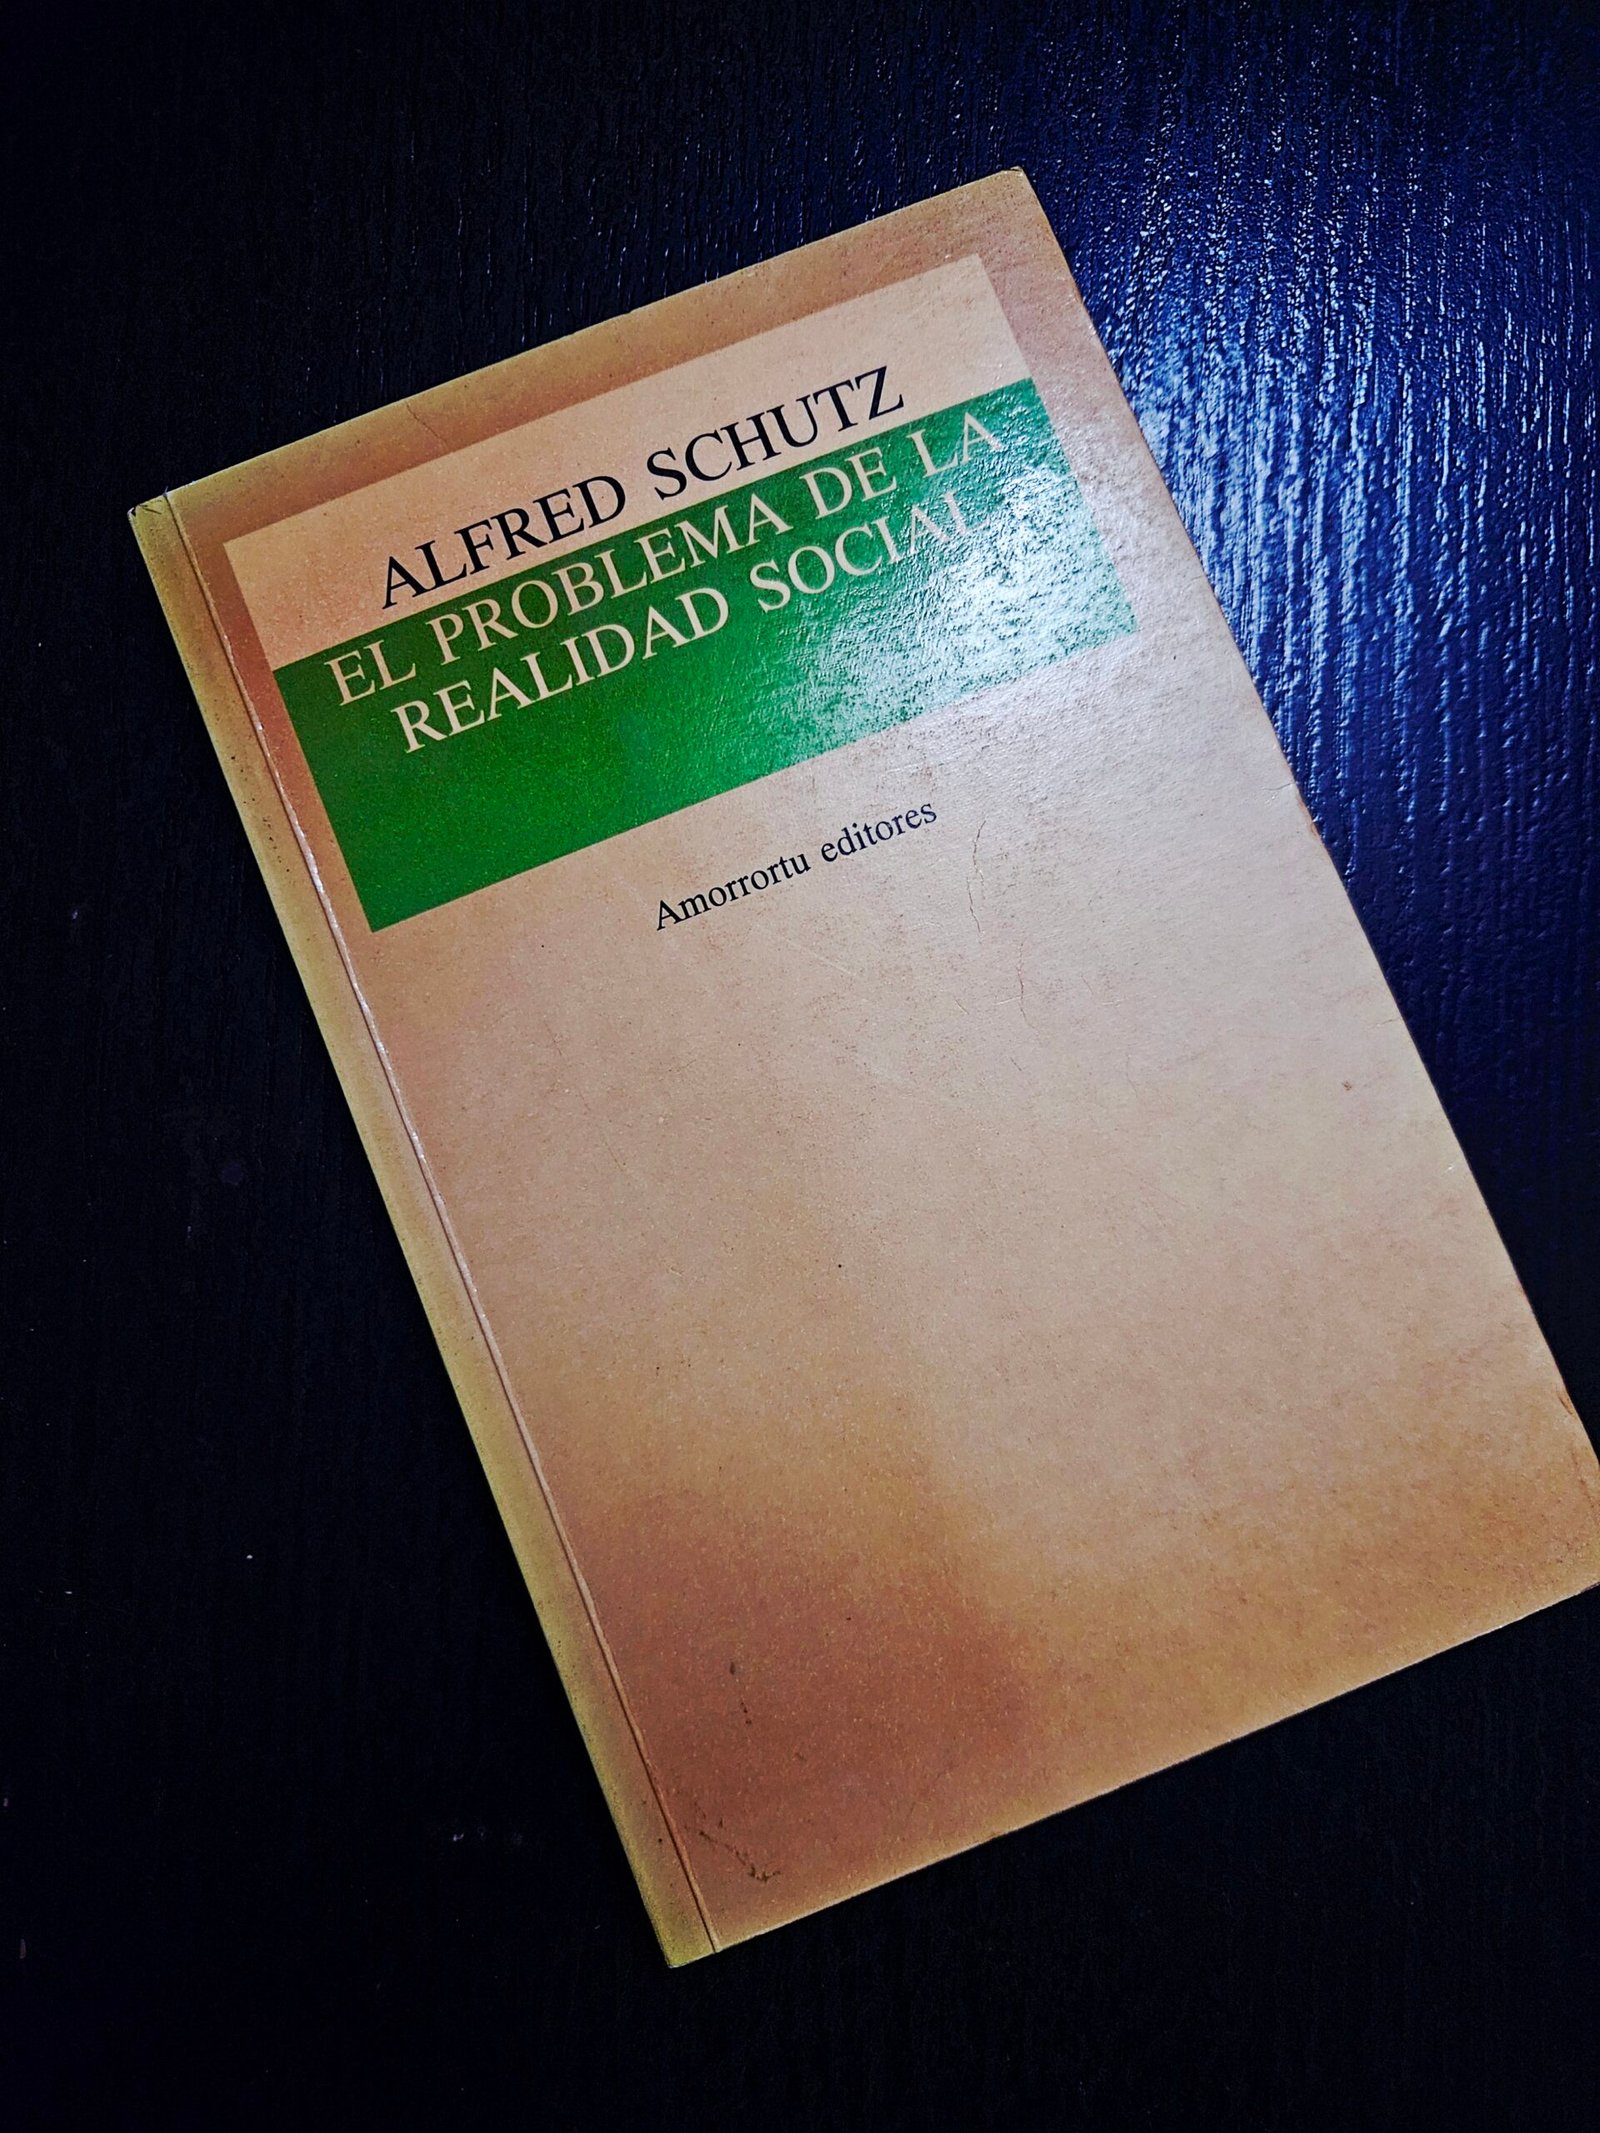 ALFRED SCHUTZ
EL PROBLEMA DE LA
REALIDAD SOCIAL
Amorrortu editores